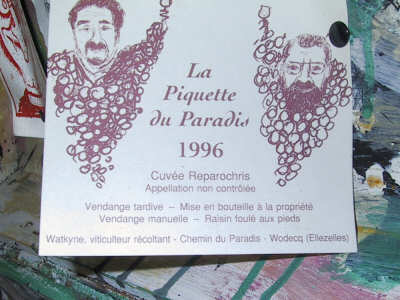 La
Piquette
du Paradis
1996
Cuvée Reparochris
Appellation non contrôlée
Vendange tardive – Mise en bouteille à la propriété
Vendange manuelle – Raisin foulé aux pieds
Watkyne, viticulteur récoltant - Chemin du Paradis - Wodecq (Ellezelles)